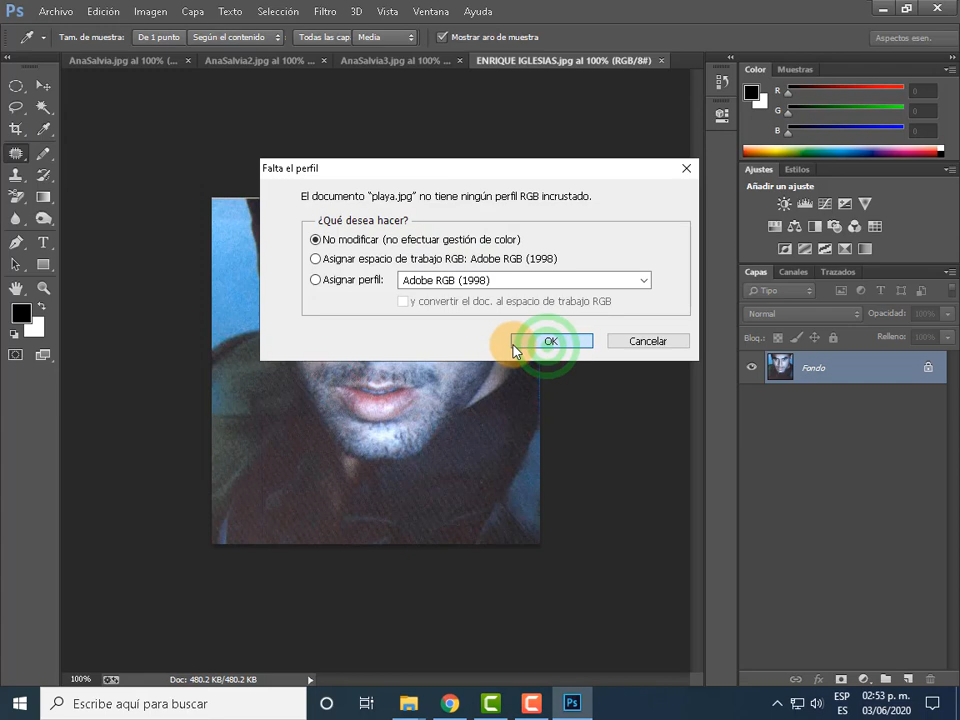 Ps Archivo Edición Imagen Capa Texto Selección Filtro 3D Vista Ventana Ayuda
Tam. de muestra: De 1 punto Según el contenido Todas las cap Media Mostrar aro de muestra Aspectos esen.
AnaSalvia.jpg al 100% (... × AnaSalvia2.jpg al 100% ... × AnaSalvia3.jpg al 100% ... × ENRIQUE IGLESIAS.jpg al 100% (RGB/8#) ×
Color Muestras
R 0
G 0
B 0
Falta el perfil
El documento “playa.jpg” no tiene ningún perfil RGB incrustado.
¿Qué desea hacer?
No modificar (no efectuar gestión de color)
Asignar espacio de trabajo RGB: Adobe RGB (1998)
Asignar perfil: Adobe RGB (1998)
y convertir el doc. al espacio de trabajo RGB
OK Cancelar
Ajustes Estilos
Añadir un ajuste
Capas Canales Trazados
Tipo
Normal Opacidad: 100%
Bloq.: Relleno: 100%
Fondo
100% Doc: 480.2 KB/480.2 KB
Escribe aquí para buscar
Ps
ESP
ES
02:53 p. m.
03/06/2020